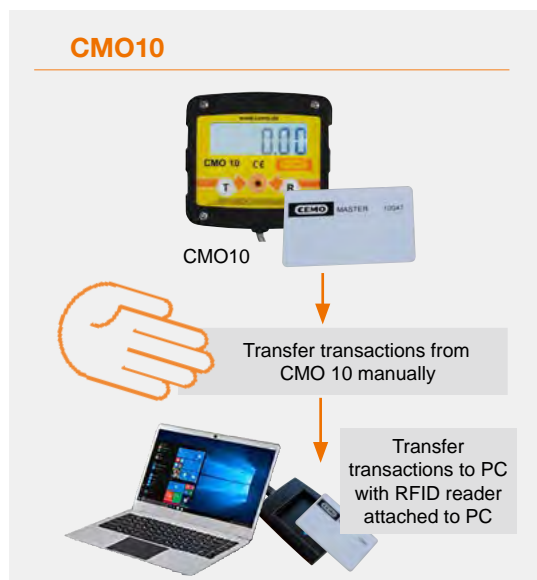 CMO10
www.cemo.de
0.00
CMO 10 CE CEMO
T R
CEMO MASTER 10047
CMO10
Transfer transactions from
CMO 10 manually
Transfer
transactions to PC
with RFID reader
attached to PC